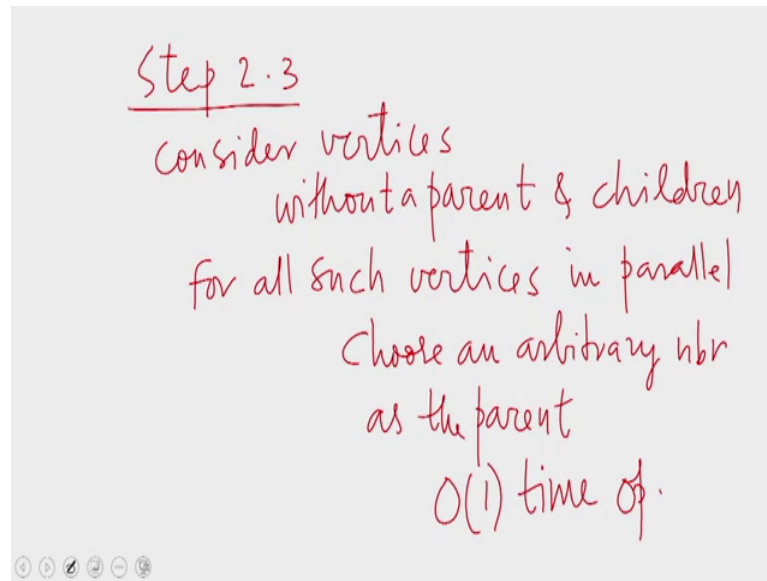 Step 2.3
consider vertices
without a parent & children
for all such vertices in parallel
Choose an arbitrary nbr
as the parent
O(1) time op.